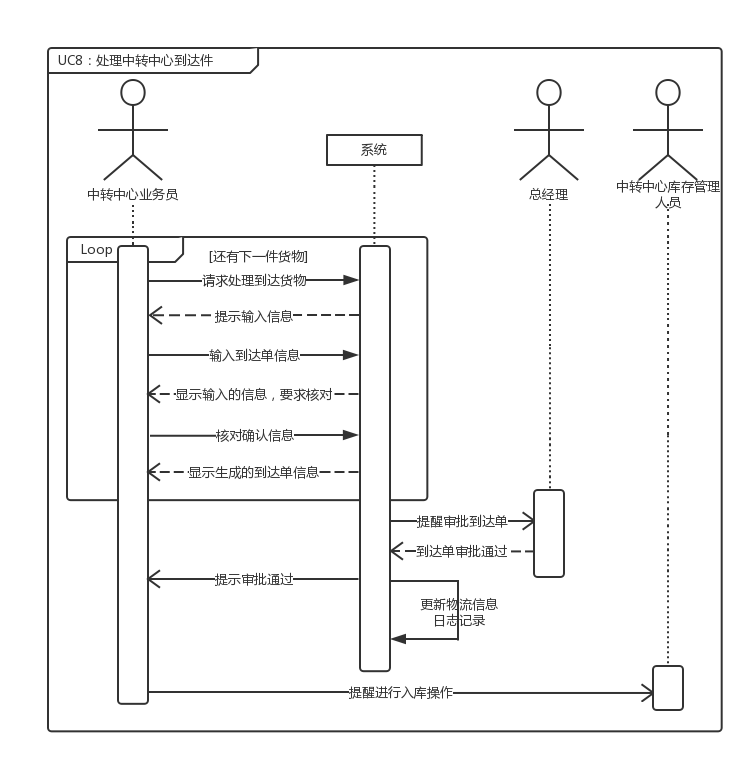 UC8：处理中转中心到达件
系统
中转中心业务员
总经理
中转中心库存管理
人员
Loop
[还有下一件货物]
请求处理到达货物
提示输入信息
输入到达单信息
显示输入的信息，要求核对
核对确认信息
显示生成的到达单信息
提醒审批到达单
到达单审批通过
提示审批通过
更新物流信息
日志记录
提醒进行入库操作